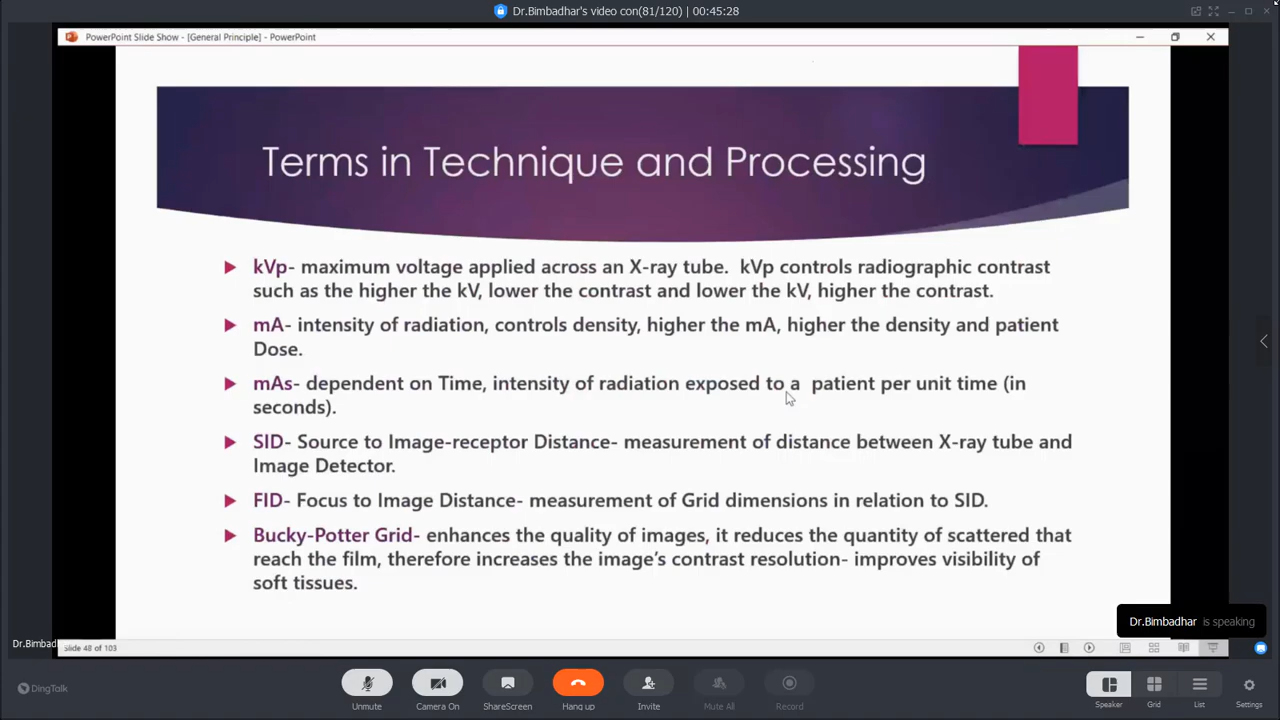 Dr.Bimbadhar's video con(81/120) | 00:45:28
PowerPoint Slide Show - [General Principle] - PowerPoint
Terms in Technique and Processing
kVp- maximum voltage applied across an X-ray tube. kVp controls radiographic contrast
such as the higher the kV, lower the contrast and lower the kV, higher the contrast.
mA- intensity of radiation, controls density, higher the mA, higher the density and patient
Dose.
mAs- dependent on Time, intensity of radiation exposed to a patient per unit time (in
seconds).
SID- Source to Image-receptor Distance- measurement of distance between X-ray tube and
Image Detector.
FID- Focus to Image Distance- measurement of Grid dimensions in relation to SID.
Bucky-Potter Grid- enhances the quality of images, it reduces the quantity of scattered that
reach the film, therefore increases the image's contrast resolution- improves visibility of
soft tissues.
Dr.Bimbadhar is speaking
Dr.Bimbad
Slide 48 of 103
DingTalk
Unmute
Camera On
ShareScreen
Hang up
Invite
Mute All
Record
Speaker
Grid
List
Settings